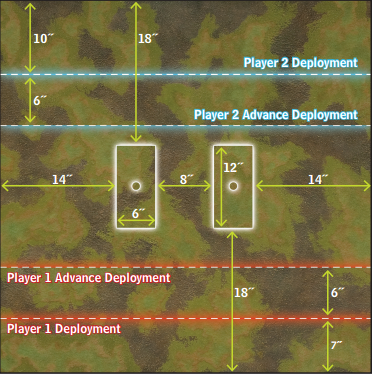 10″
18″
Player 2 Deployment
6″
Player 2 Advance Deployment
14″
8″
12″
14″
6″
Player 1 Advance Deployment
18″
6″
Player 1 Deployment
7″